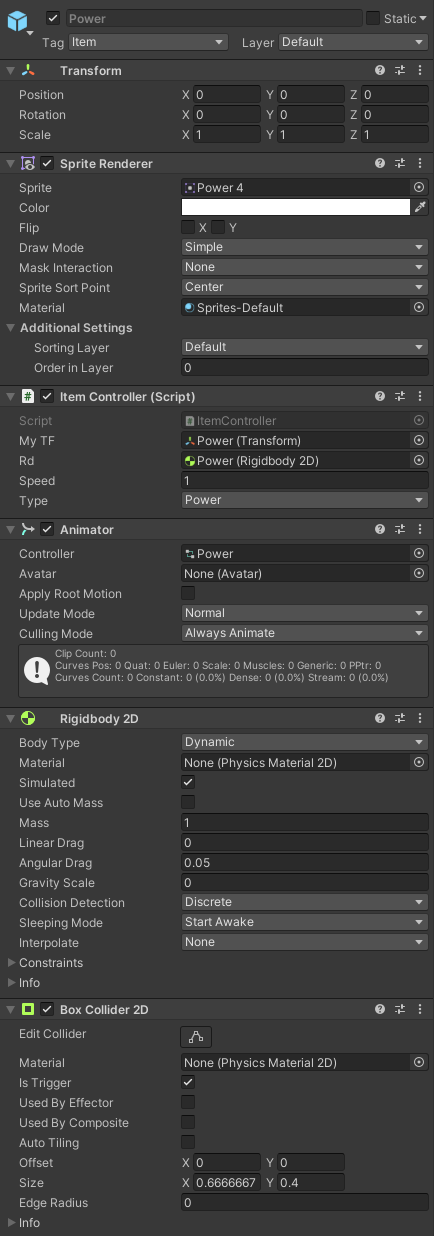 Power Static
Tag Item Layer Default
Transform
Position X 0 Y 0 Z 0
Rotation X 0 Y 0 Z 0
Scale X 1 Y 1 Z 1
Sprite Renderer
Sprite Power 4
Color
Flip X Y
Draw Mode Simple
Mask Interaction None
Sprite Sort Point Center
Material Sprites-Default
Additional Settings
Sorting Layer Default
Order in Layer 0
# Item Controller (Script)
Script ItemController
My TF Power (Transform)
Rd Power (Rigidbody 2D)
Speed 1
Type Power
Animator
Controller Power
Avatar None (Avatar)
Apply Root Motion
Update Mode Normal
Culling Mode Always Animate
Clip Count: 0
Curves Pos: 0 Quat: 0 Euler: 0 Scale: 0 Muscles: 0 Generic: 0 PPtr: 0
Curves Count: 0 Constant: 0 (0.0%) Dense: 0 (0.0%) Stream: 0 (0.0%)
Rigidbody 2D
Body Type Dynamic
Material None (Physics Material 2D)
Simulated
Use Auto Mass
Mass 1
Linear Drag 0
Angular Drag 0.05
Gravity Scale 0
Collision Detection Discrete
Sleeping Mode Start Awake
Interpolate None
Constraints
Info
Box Collider 2D
Edit Collider
Material None (Physics Material 2D)
Is Trigger
Used By Effector
Used By Composite
Auto Tiling
Offset X 0 Y 0
Size X 0.6666667 Y 0.4
Edge Radius 0
Info